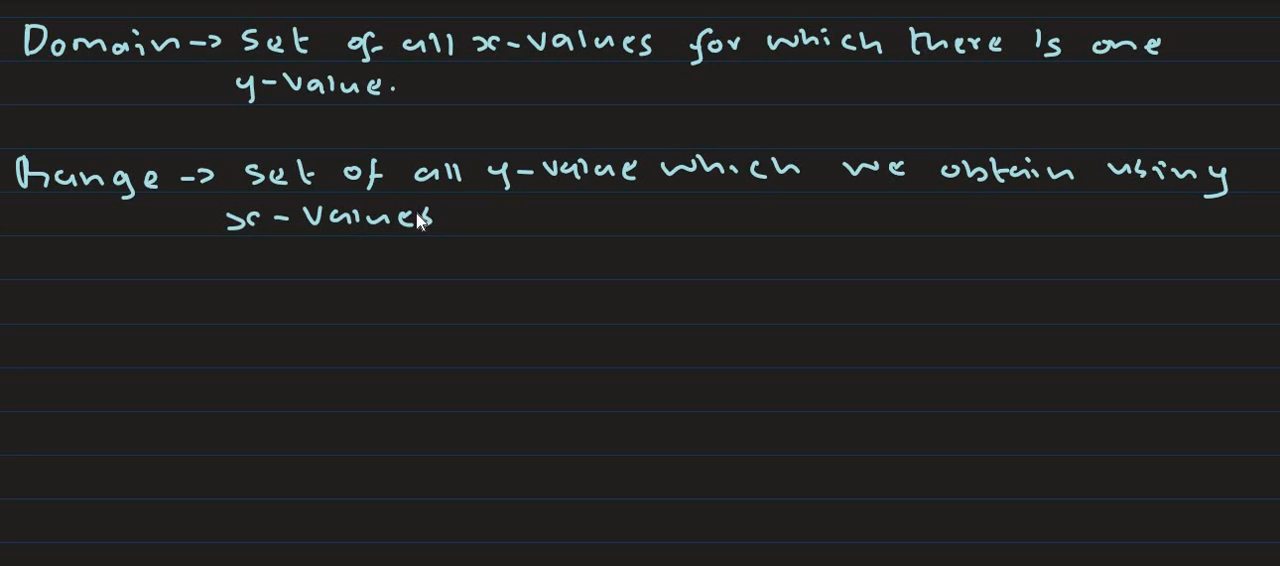 Domain -> set of all x-values for which there is one
y-value.
Range -> set of all y-value which we obtain using
x-values